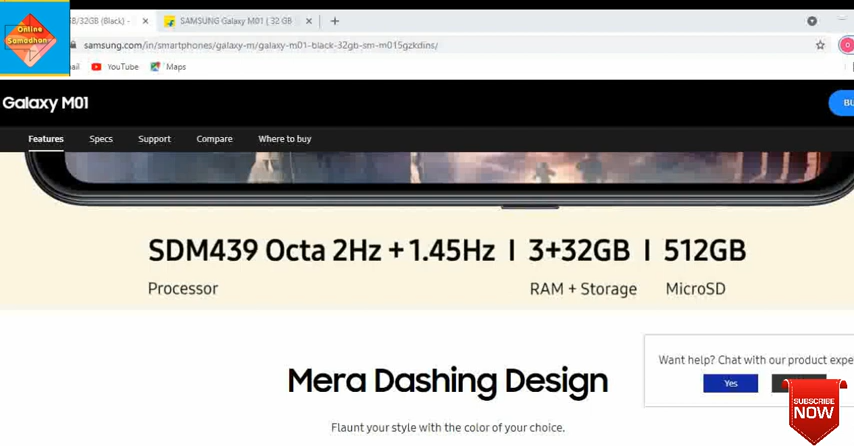 GB/32GB (Black) -
SAMSUNG Galaxy M01 ( 32 GB
Online
Samadhan
samsung.com/in/smartphones/galaxy-m/galaxy-m01-black-32gb-sm-m015gzkdins/
YouTube
Maps
Galaxy M01
Features
Specs
Support
Compare
Where to buy
SDM439 Octa 2Hz + 1.45Hz | 3+32GB | 512GB
Processor
RAM + Storage
MicroSD
Want help? Chat with our product expe
Yes
Mera Dashing Design
Flaunt your style with the color of your choice.
SUBSCRIBE
NOW